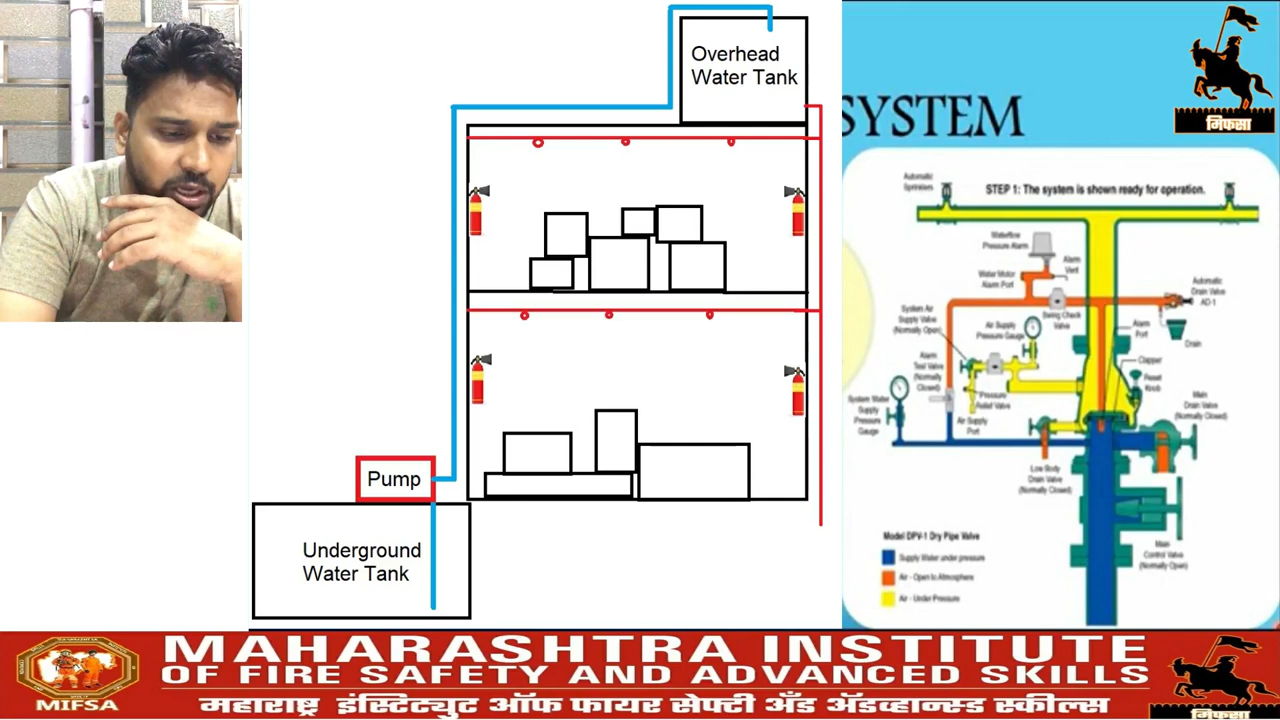 Overhead
Water Tank
Pump
Underground
Water Tank
SYSTEM
मिफसा
STEP 1: The system is shown ready for operation.
Automatic
Sprinklers
Waterflow
Pressure Alarm
Alarm
Vent
Water Motor
Alarm Port
Automatic
Drain Valve
AD-1
System Air
Supply Valve
(Normally Open)
Air Supply
Pressure Gauge
Swing Check
Valve
Alarm
Port
Drain
Clapper
Alarm
Test Valve
(Normally
Closed)
Reset
Knob
Pressure
Relief Valve
Main
Drain Valve
(Normally Closed)
System Water
Supply
Pressure
Gauge
Air Supply
Port
Low Body
Drain Valve
(Normally Closed)
Main
Control Valve
(Normally Open)
Model DPV-1 Dry Pipe Valve
Supply Water under pressure
Air - Open to Atmosphere
Air - Under Pressure
MIFSA
MAHARASHTRA INSTITUTE
OF FIRE SAFETY AND ADVANCED SKILLS
महाराष्ट्र इंस्टिट्युट ऑफ फायर सेफ्टी अँड अ‍ॅडव्हान्स्ड स्कील्स
मिफसा